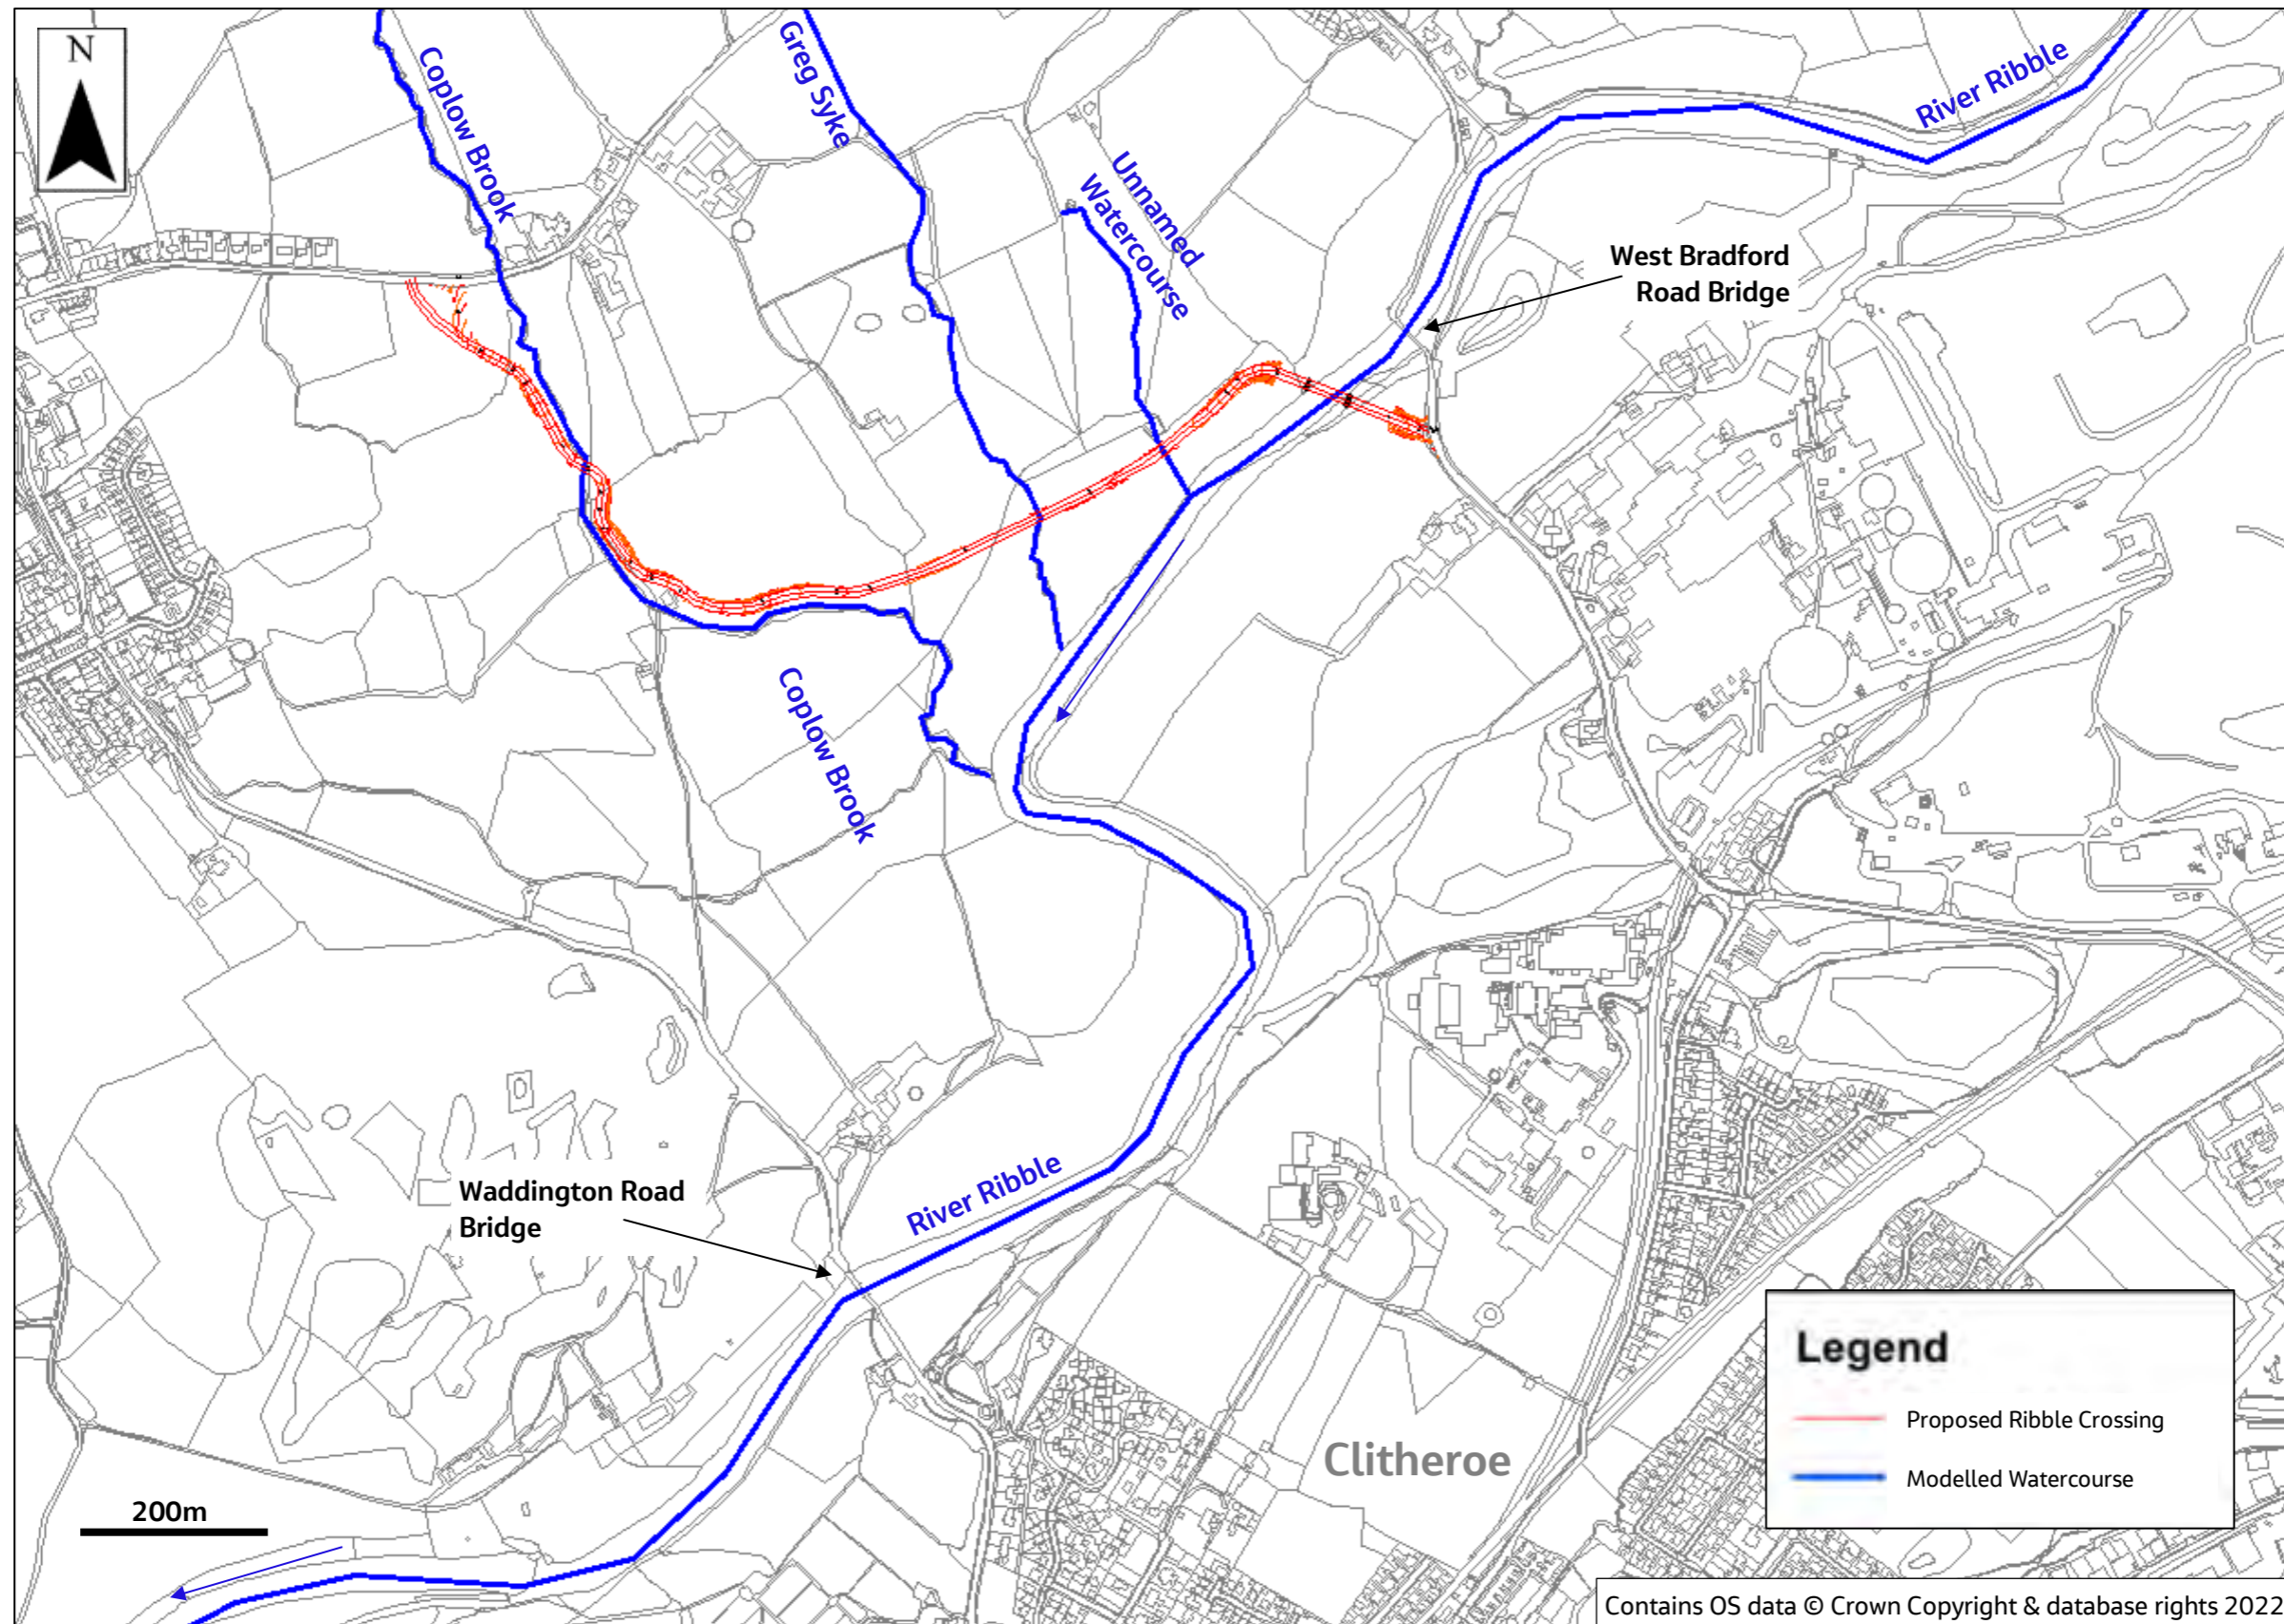 N
Coplow Brook
Greg Syke
Unnamed
Watercourse
River Ribble
West Bradford
Road Bridge
Coplow Brook
Waddington Road
Bridge
River Ribble
Clitheroe
200m
Legend
Proposed Ribble Crossing
Modelled Watercourse
Contains OS data © Crown Copyright & database rights 2022